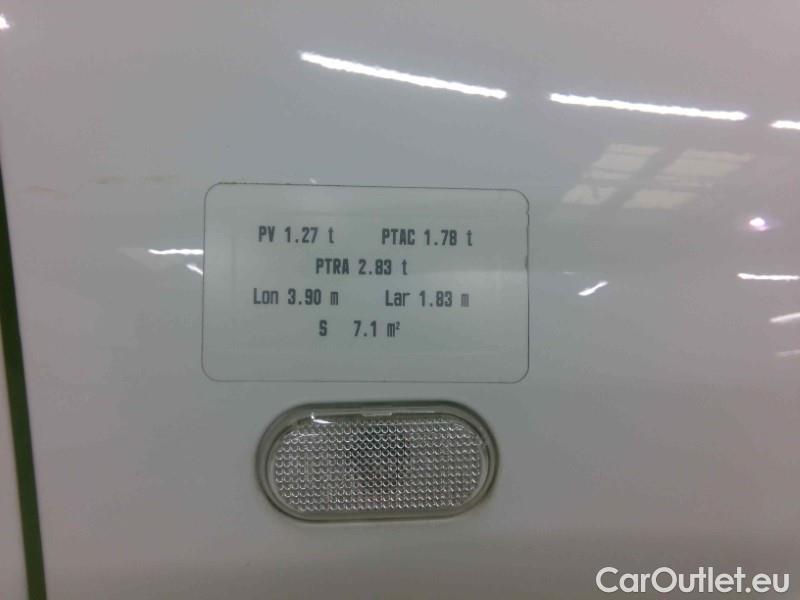 PV 1.27 t PTAC 1.78 t
PTRA 2.83 t
Lon 3.90 m Lar 1.83 m
S 7.1 m²
CarOutlet.eu